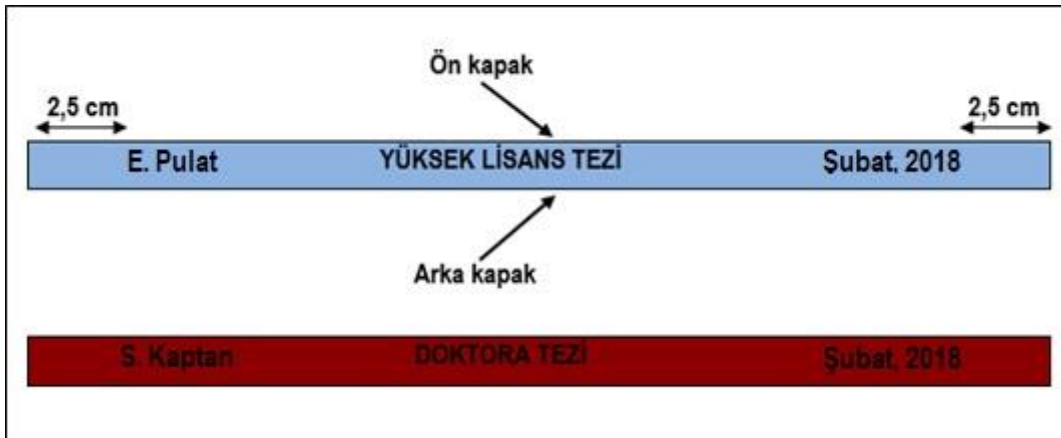 Ön kapak
2,5 cm 2,5 cm
E. Pulat YÜKSEK LİSANS TEZİ Şubat, 2018
Arka kapak
S. Kaptan DOKTORA TEZİ Şubat, 2018